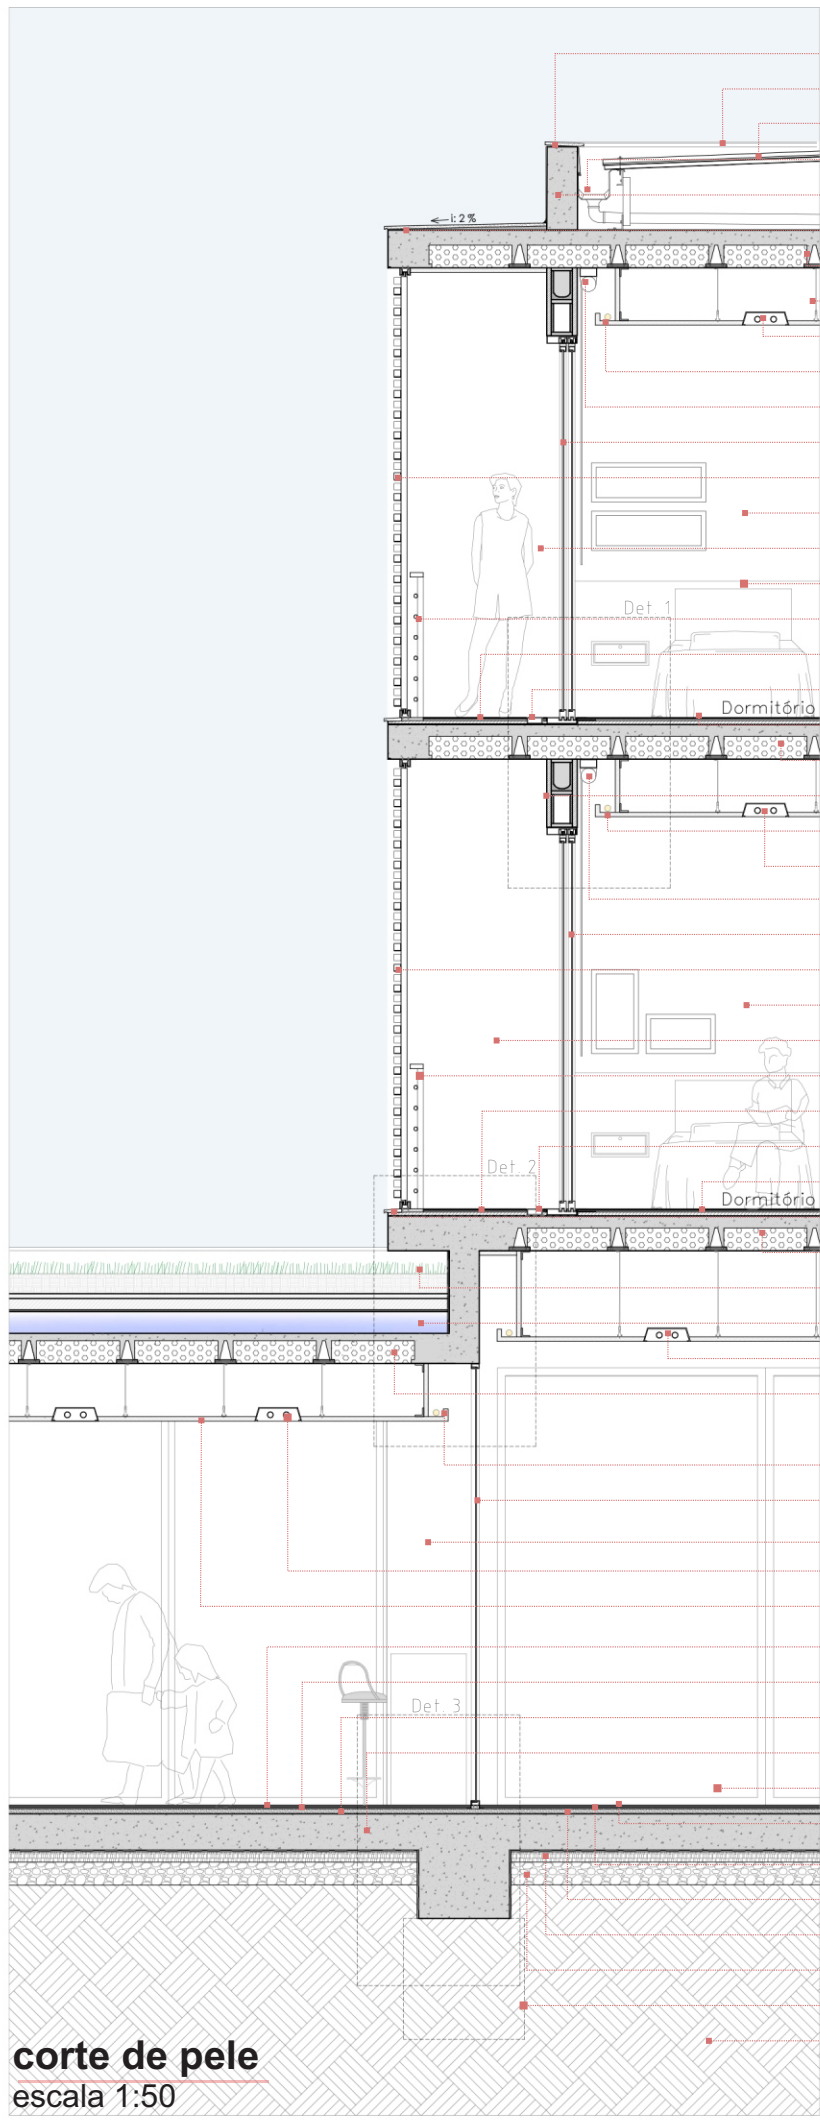 i: 2%
Det. 1
Dormitório
Det. 2
Dormitório
Det. 3
corte de pele
escala 1:50